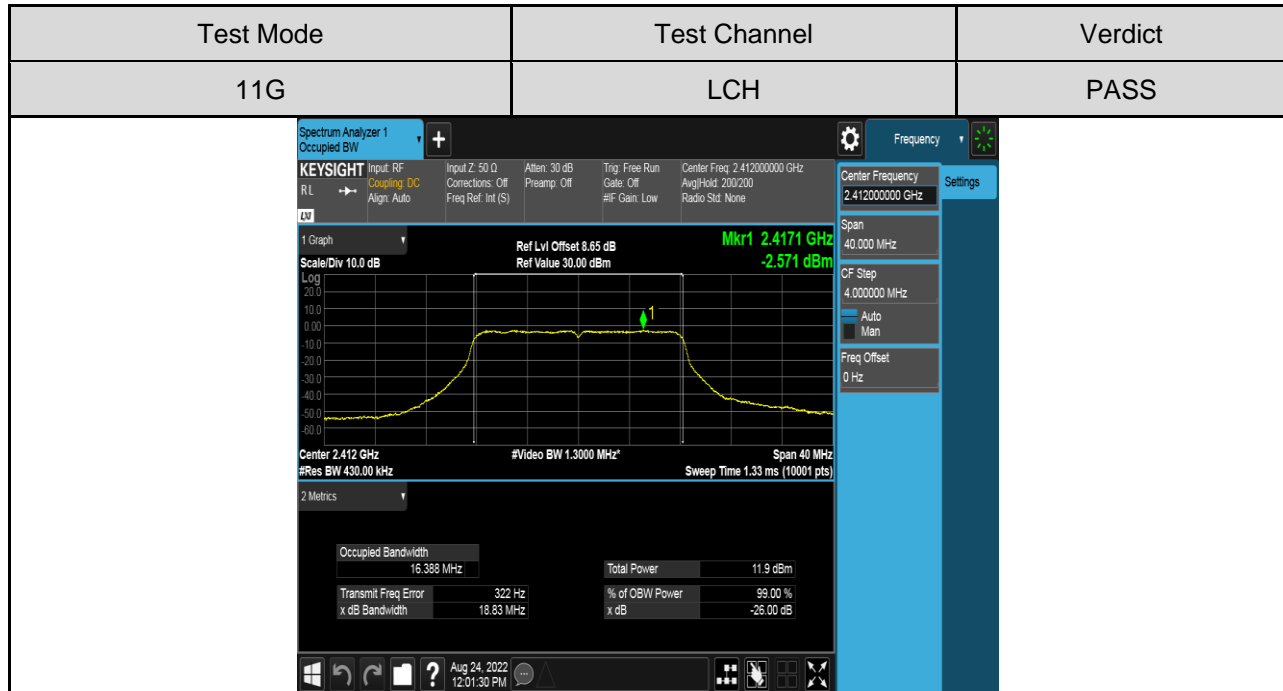 Test Mode Test Channel Verdict
11G LCH PASS
Spectrum Analyzer 1
Occupied BW
+
Frequency
KEYSIGHT Input: RF Input Z: 50 Ω Atten: 30 dB Trig: Free Run Center Freq: 2.412000000 GHz
RL Coupling: DC Corrections: Off Preamp: Off Gate: Off Avg|Hold: 200/200
Align: Auto Freq Ref: Int (S) #IF Gain: Low Radio Std: None
LXI
Center Frequency
2.412000000 GHz
Settings
Span
40.000 MHz
CF Step
4.000000 MHz
Auto
Man
Freq Offset
0 Hz
1 Graph Ref Lvl Offset 8.65 dB Mkr1 2.4171 GHz
Scale/Div 10.0 dB Ref Value 30.00 dBm -2.571 dBm
Log
20.0
10.0
0.00
-10.0
-20.0
-30.0
-40.0
-50.0
-60.0
1
Center 2.412 GHz #Video BW 1.3000 MHz* Span 40 MHz
#Res BW 430.00 kHz Sweep Time 1.33 ms (10001 pts)
2 Metrics
Occupied Bandwidth
16.388 MHz Total Power 11.9 dBm
Transmit Freq Error 322 Hz % of OBW Power 99.00 %
x dB Bandwidth 18.83 MHz x dB -26.00 dB
? Aug 24, 2022
12:01:30 PM